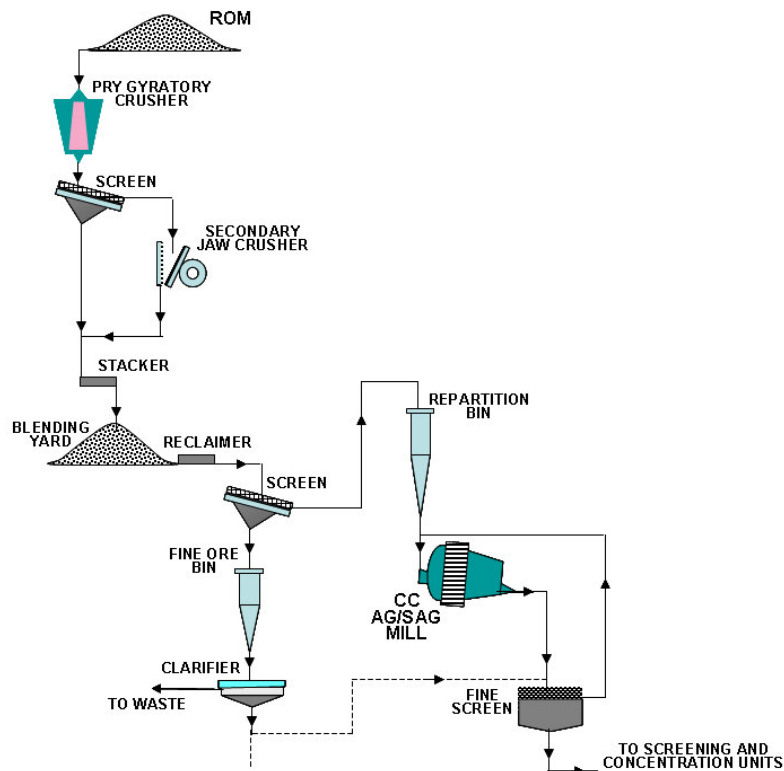 ROM
PRY GYRATORY
CRUSHER
SCREEN
SECONDARY
JAW CRUSHER
STACKER
BLENDING
YARD
RECLAIMER
SCREEN
REPARTITION
BIN
FINE ORE
BIN
CC
AG/SAG
MILL
CLARIFIER
TO WASTE
FINE
SCREEN
TO SCREENING AND
CONCENTRATION UNITS